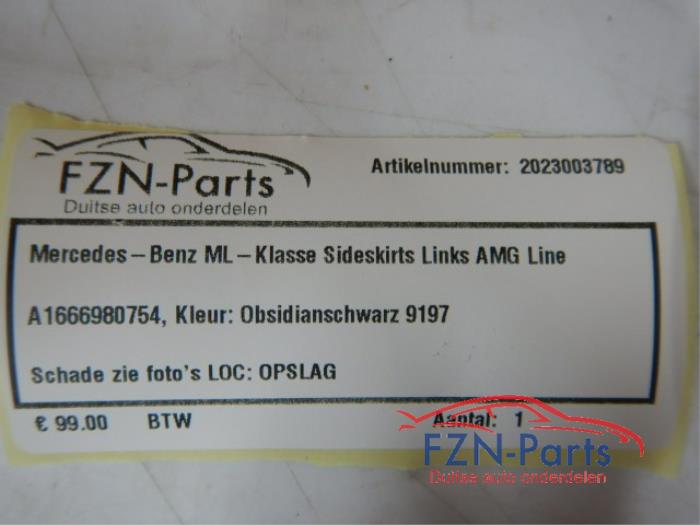 FZN-Parts
Duitse auto onderdelen
Artikelnummer: 2023003789
Mercedes-Benz ML-Klasse Sideskirts Links AMG Line
A1666980754, Kleur: Obsidianschwarz 9197
Schade zie foto's LOC: OPSLAG
€ 99.00 BTW Aantal: 1
FZN-Parts
Duitse auto onderdelen